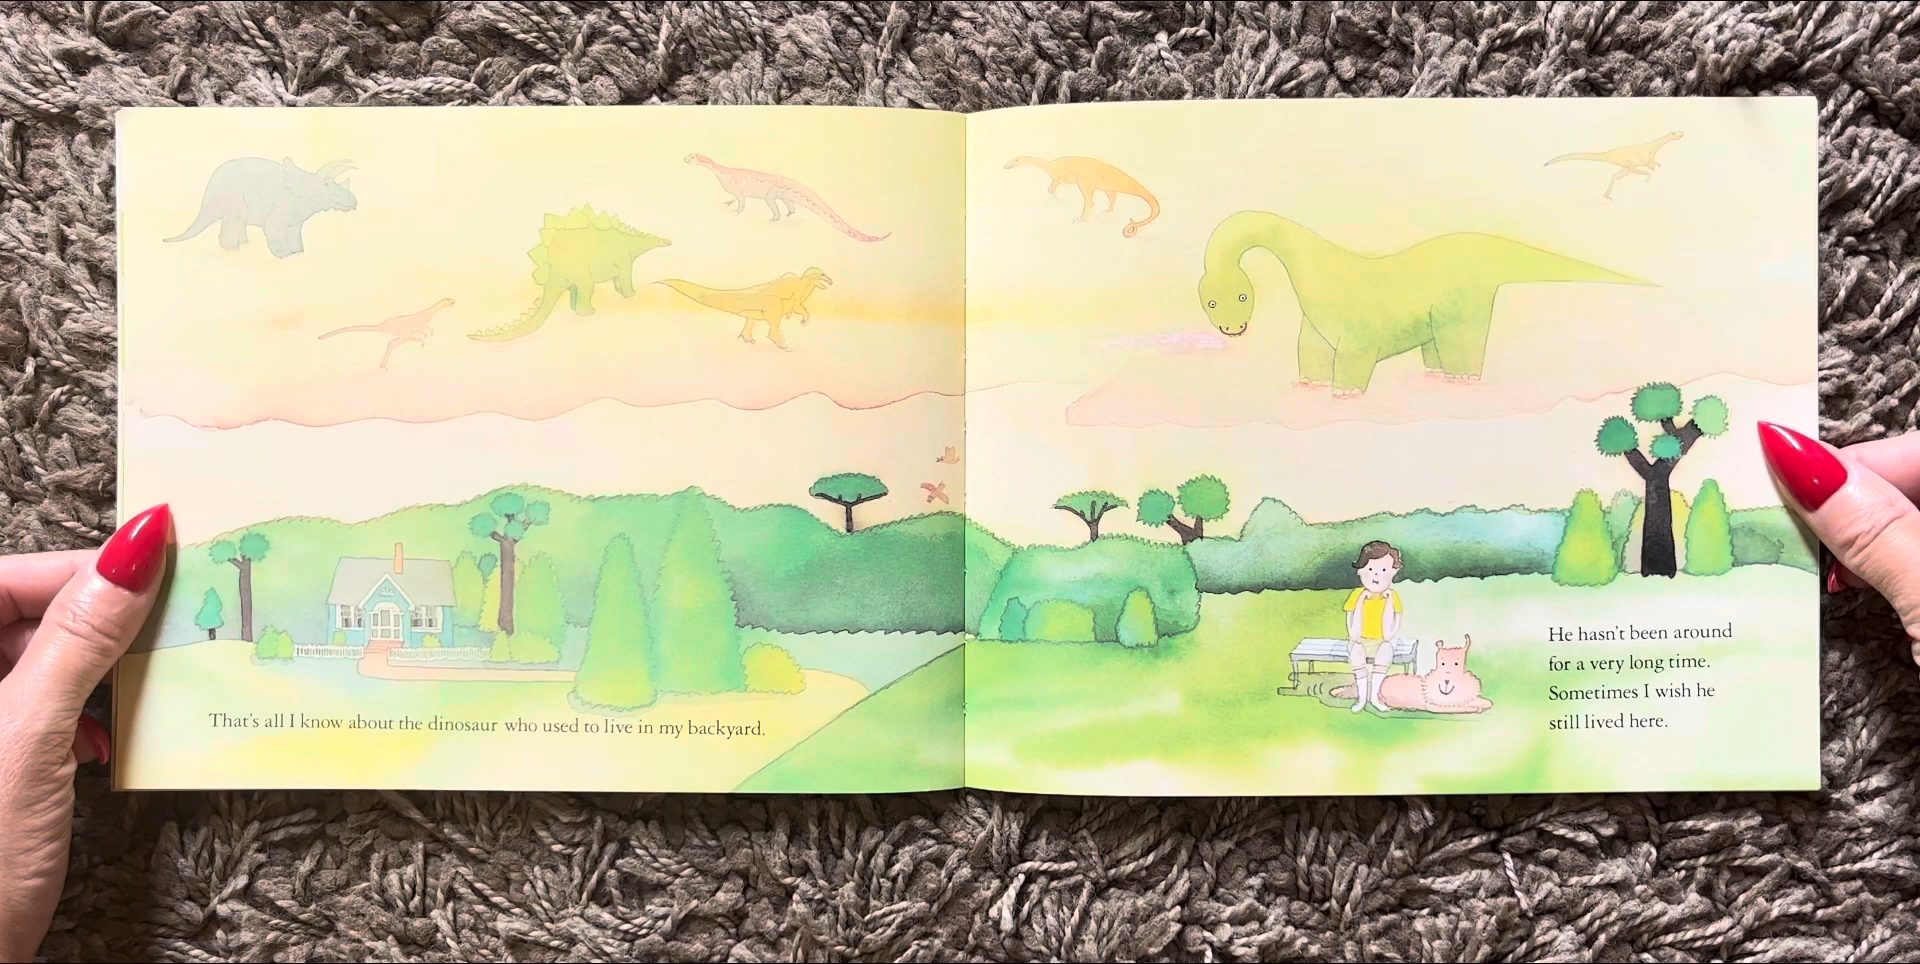 That's all I know about the dinosaur who used to live in my backyard.
He hasn't been around
for a very long time.
Sometimes I wish he
still lived here.